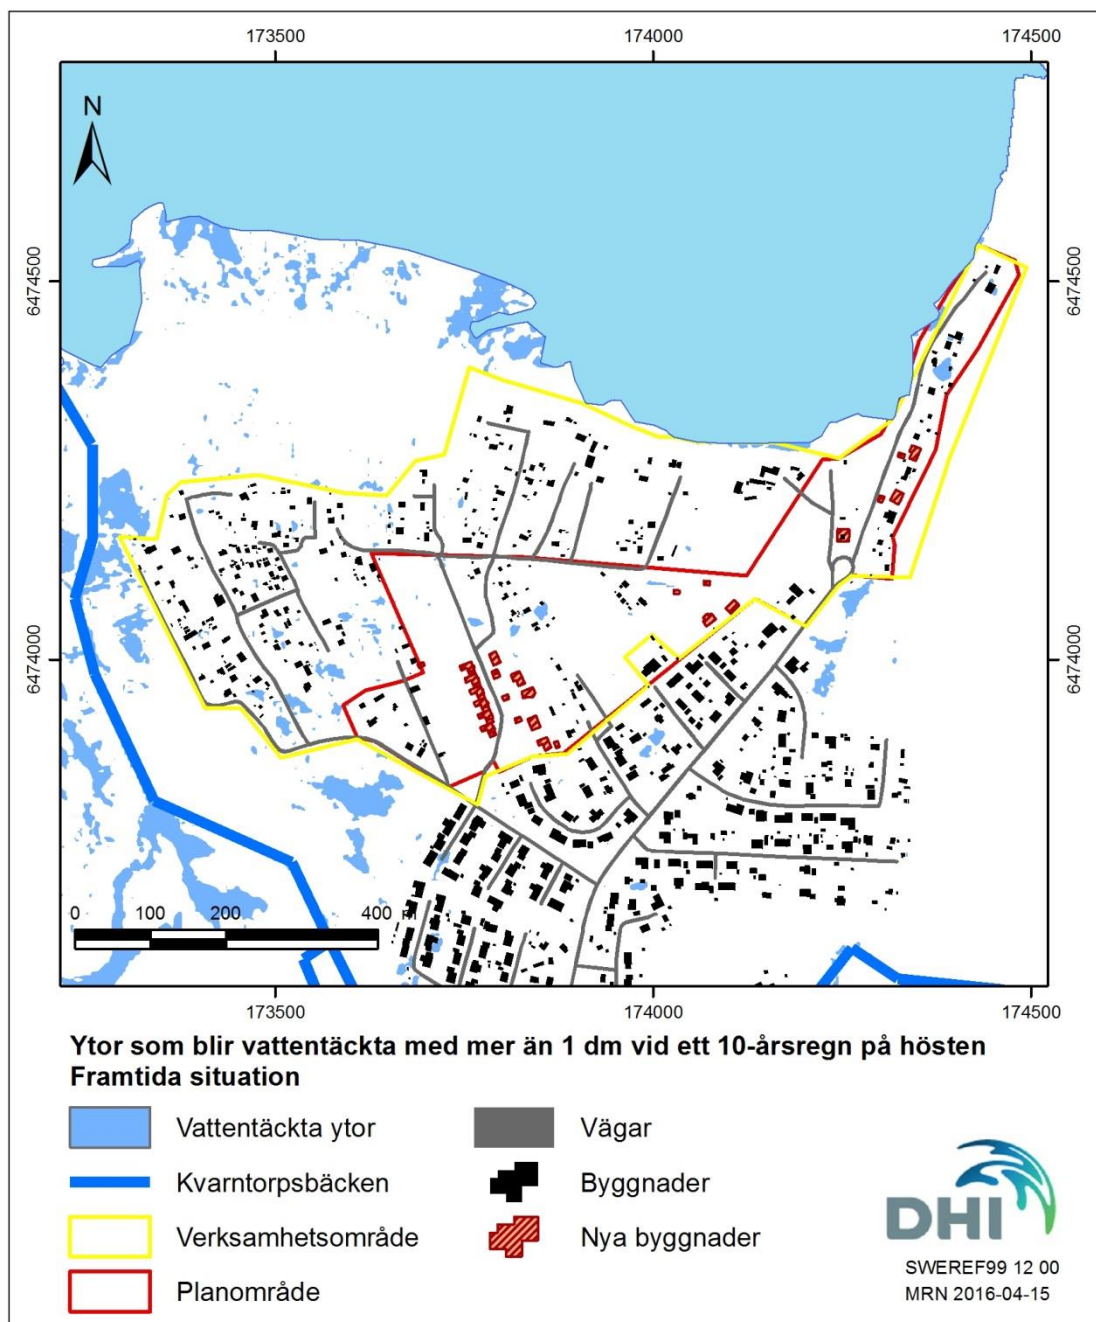 173500 174000 174500
N
6474500 6474500
6474000 6474000
0 100 200 400 m
173500 174000 174500
Ytor som blir vattentäckta med mer än 1 dm vid ett 10-årsregn på hösten
Framtida situation
Vattentäckta ytor Vägar
Kvarntorpsbäcken Byggnader
Verksamhetsområde Nya byggnader
Planområde
DHI
SWEREF99 12 00
MRN 2016-04-15